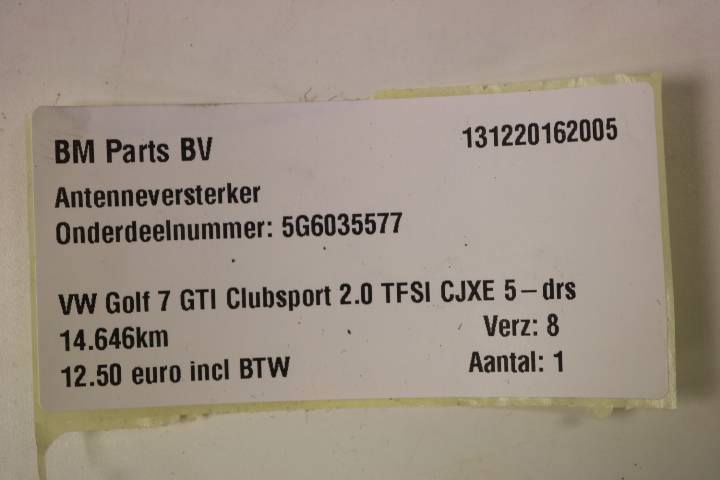 BM Parts BV 131220162005
Antenneversterker
Onderdeelnummer: 5G6035577
VW Golf 7 GTI Clubsport 2.0 TFSI CJXE 5-drs
14.646km Verz: 8
12.50 euro incl BTW Aantal: 1